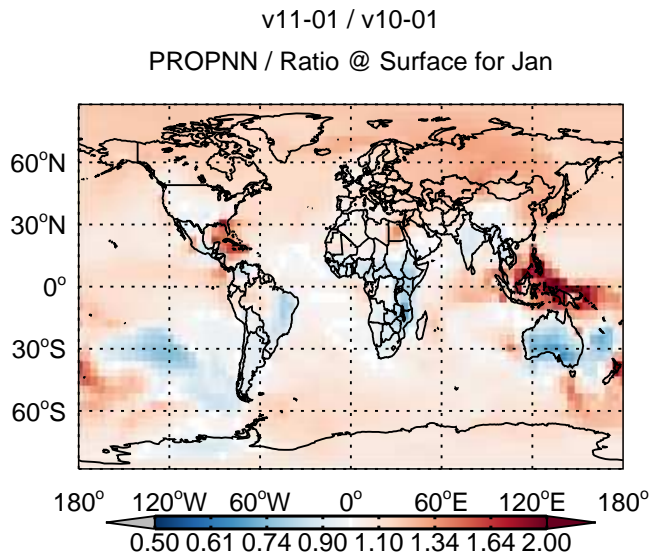 v11-01 / v10-01
PROPNN / Ratio @ Surface for Jan
60°N
30°N
0°
30°S
60°S
180° 120°W 60°W 0° 60°E 120°E 180°
0.50 0.61 0.74 0.90 1.10 1.34 1.64 2.00